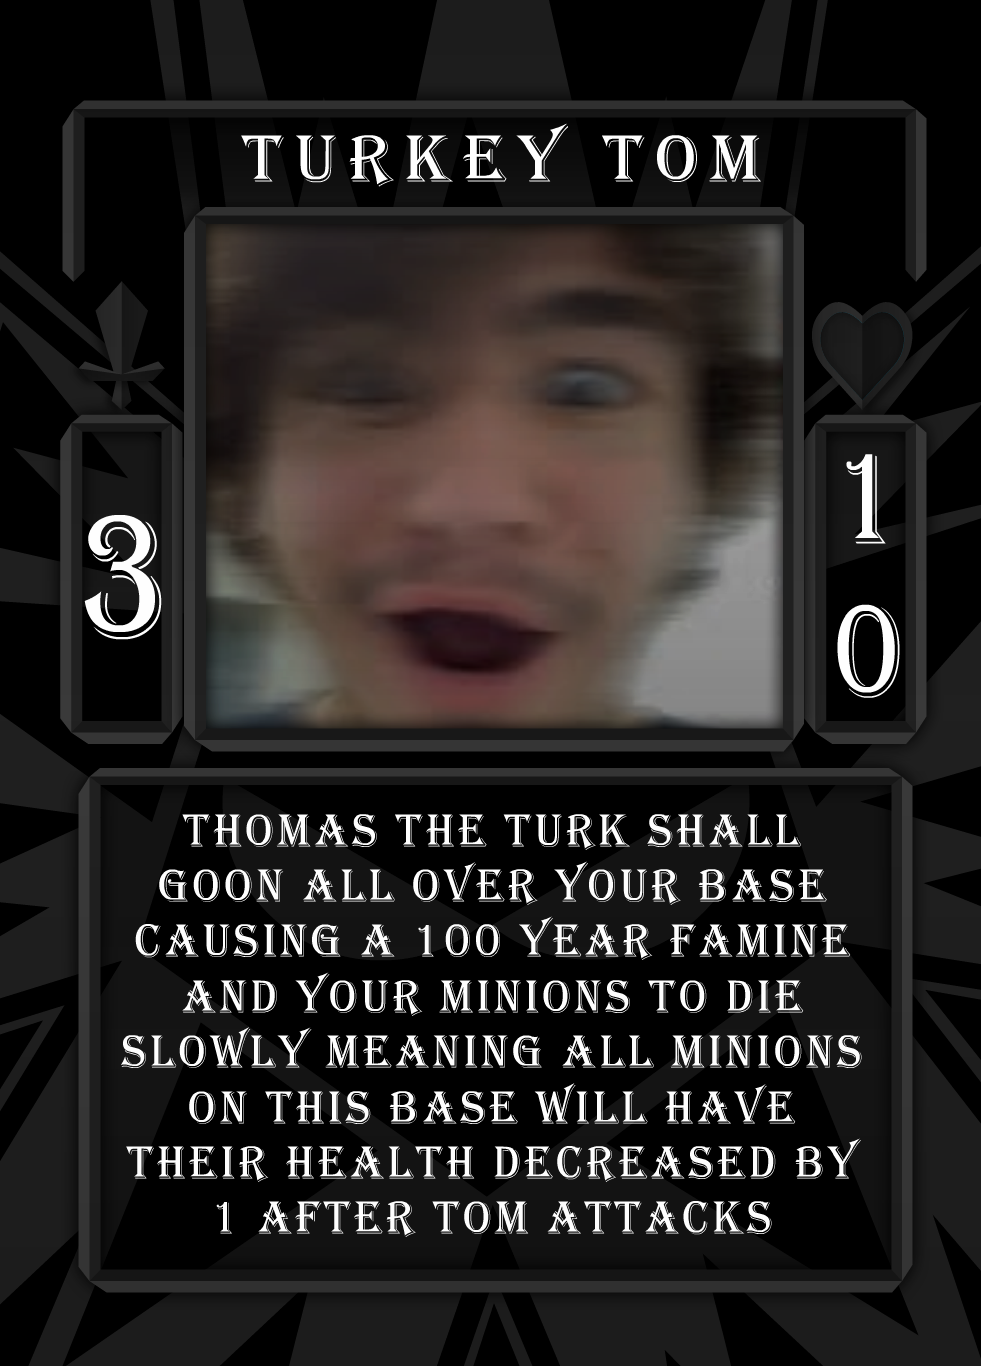 TURKEY TOM
3
10
THOMAS THE TURK SHALL
GOON ALL OVER YOUR BASE
CAUSING A 100 YEAR FAMINE
AND YOUR MINIONS TO DIE
SLOWLY MEANING ALL MINIONS
ON THIS BASE WILL HAVE
THEIR HEALTH DECREASED BY
1 AFTER TOM ATTACKS